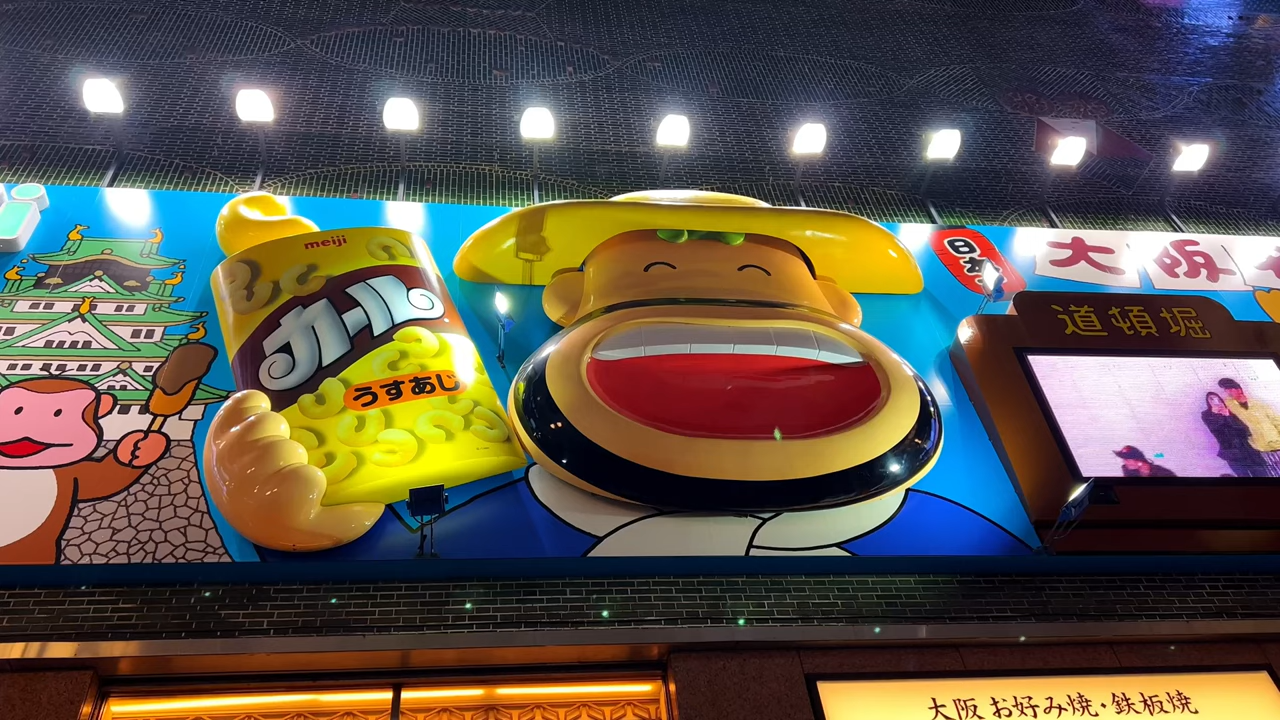 meiji
カール
うすあじ
日本
大阪
道頓堀
大阪 お好み焼・鉄板焼